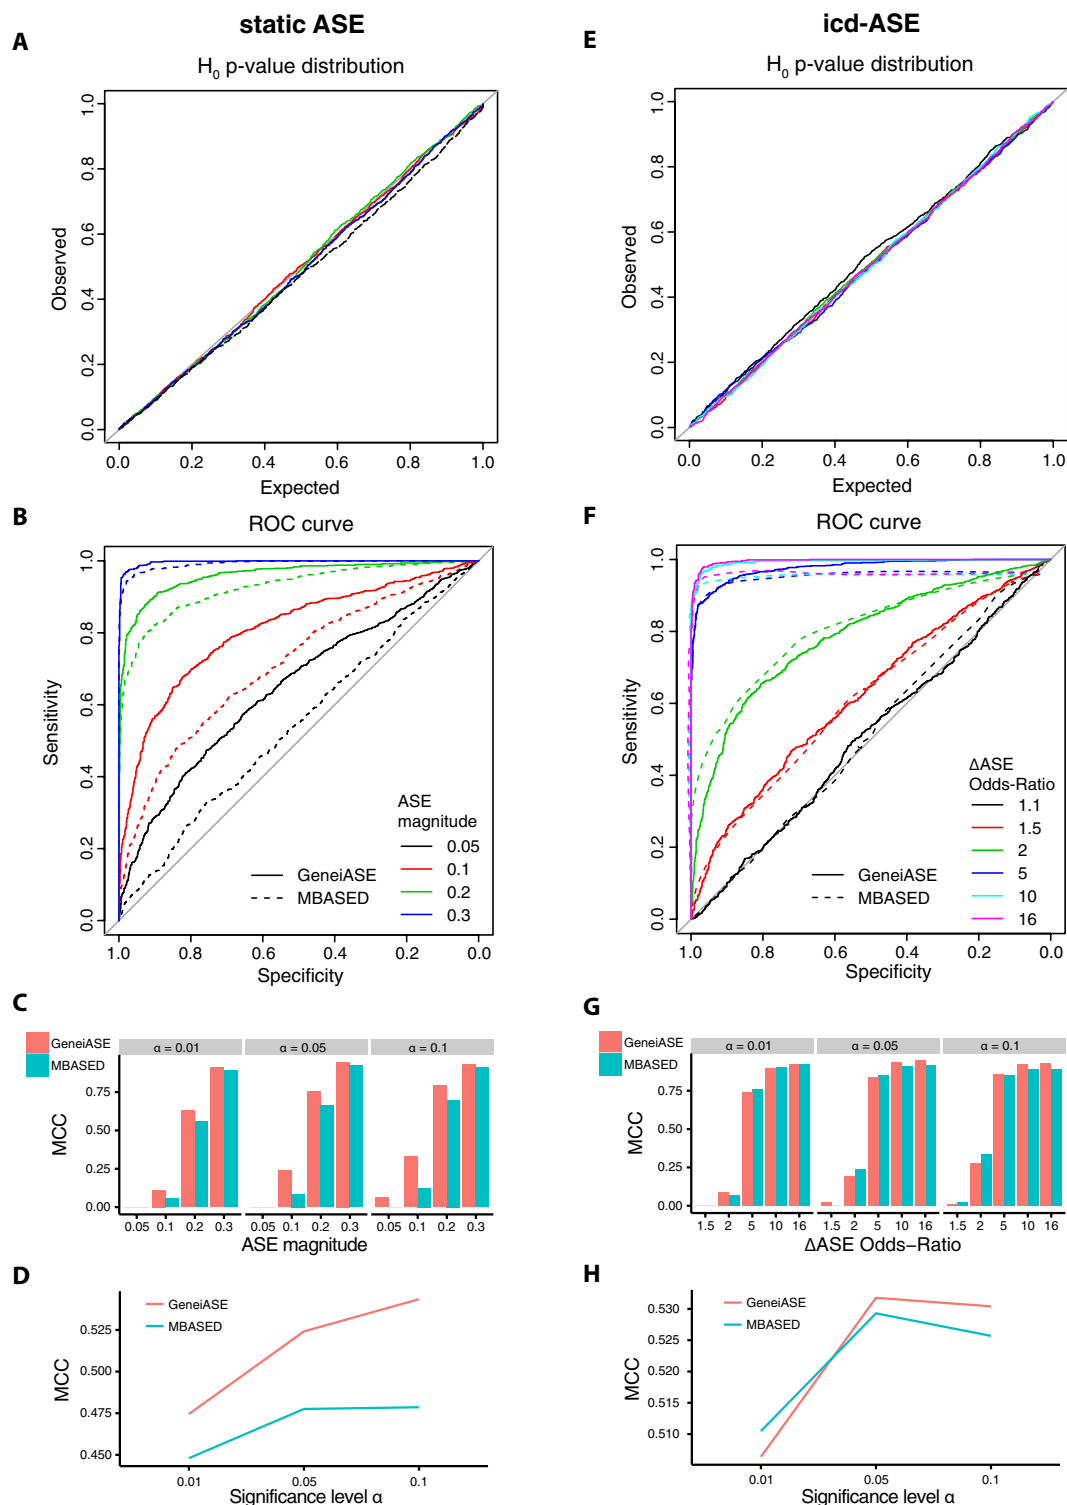 static ASE
A
H0 p-value distribution
Observed
0.0 0.2 0.4 0.6 0.8 1.0
0.0 0.2 0.4 0.6 0.8 1.0
Expected
B
ROC curve
Sensitivity
0.0 0.2 0.4 0.6 0.8 1.0
ASE
magnitude
0.05
0.1
0.2
0.3
GeneiASE
MBASED
1.0 0.8 0.6 0.4 0.2 0.0
Specificity
C
GeneiASE
MBASED
α = 0.01 α = 0.05 α = 0.1
MCC
0.75
0.50
0.25
0.00
0.05 0.1 0.2 0.3 0.05 0.1 0.2 0.3 0.05 0.1 0.2 0.3
ASE magnitude
D
GeneiASE
MBASED
MCC
0.525
0.500
0.475
0.450
0.01 0.05 0.1
Significance level α
icd-ASE
E
H0 p-value distribution
Observed
0.0 0.2 0.4 0.6 0.8 1.0
0.0 0.2 0.4 0.6 0.8 1.0
Expected
F
ROC curve
Sensitivity
0.0 0.2 0.4 0.6 0.8 1.0
ΔASE
Odds-Ratio
1.1
1.5
2
5
10
16
GeneiASE
MBASED
1.0 0.8 0.6 0.4 0.2 0.0
Specificity
G
GeneiASE
MBASED
α = 0.01 α = 0.05 α = 0.1
MCC
0.75
0.50
0.25
0.00
1.5 2 5 10 16 1.5 2 5 10 16 1.5 2 5 10 16
ΔASE Odds−Ratio
H
GeneiASE
MBASED
MCC
0.530
0.525
0.520
0.515
0.510
0.01 0.05 0.1
Significance level α